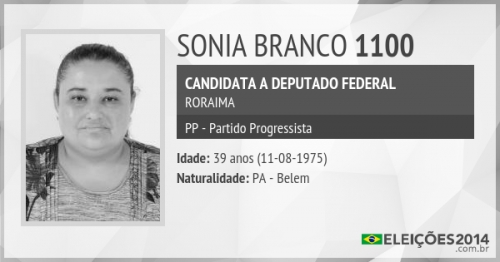 SONIA BRANCO 1100
CANDIDATA A DEPUTADO FEDERAL
RORAIMA
PP - Partido Progressista
Idade: 39 anos (11-08-1975)
Naturalidade: PA - Belem
ELEIÇÕES2014
.com.br